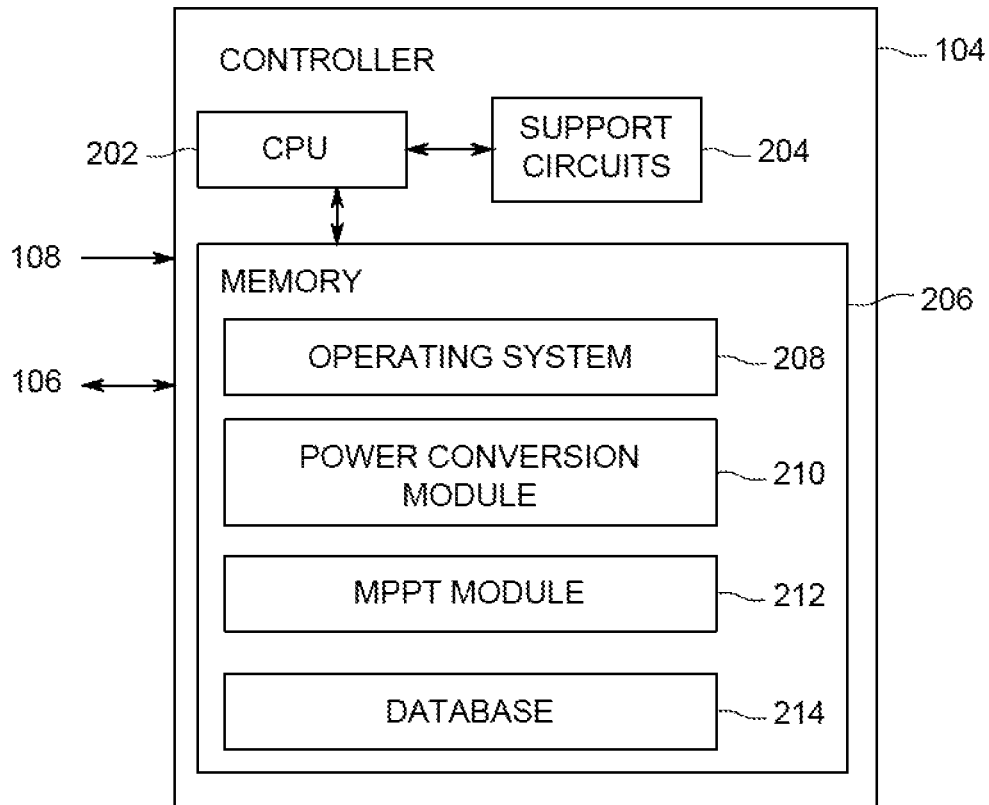 CONTROLLER
104
202
CPU
SUPPORT
CIRCUITS
204
108
MEMORY
206
OPERATING SYSTEM
208
106
POWER CONVERSION
MODULE
210
MPPT MODULE
212
DATABASE
214